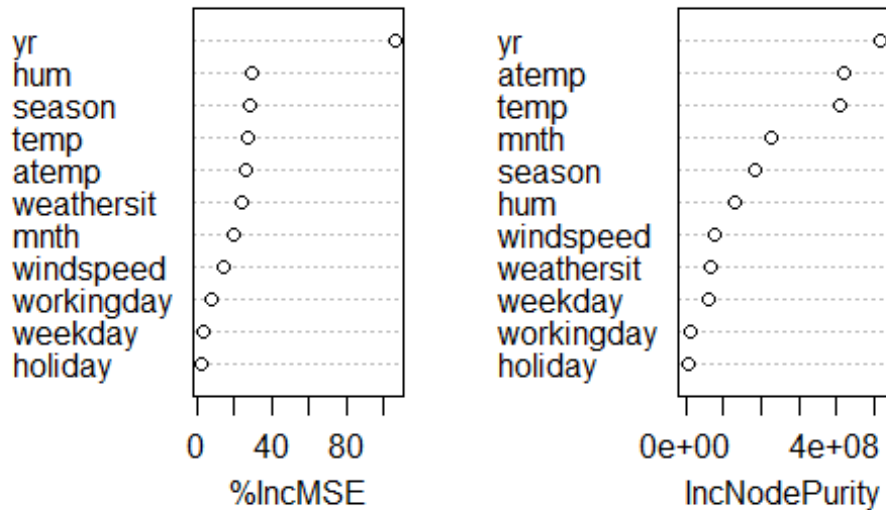 yr
hum
season
temp
atemp
weathersit
mnth
windspeed
workingday
weekday
holiday
0 40 80
%IncMSE
yr
atemp
temp
mnth
season
hum
windspeed
weathersit
weekday
workingday
holiday
0e+00 4e+08
IncNodePurity